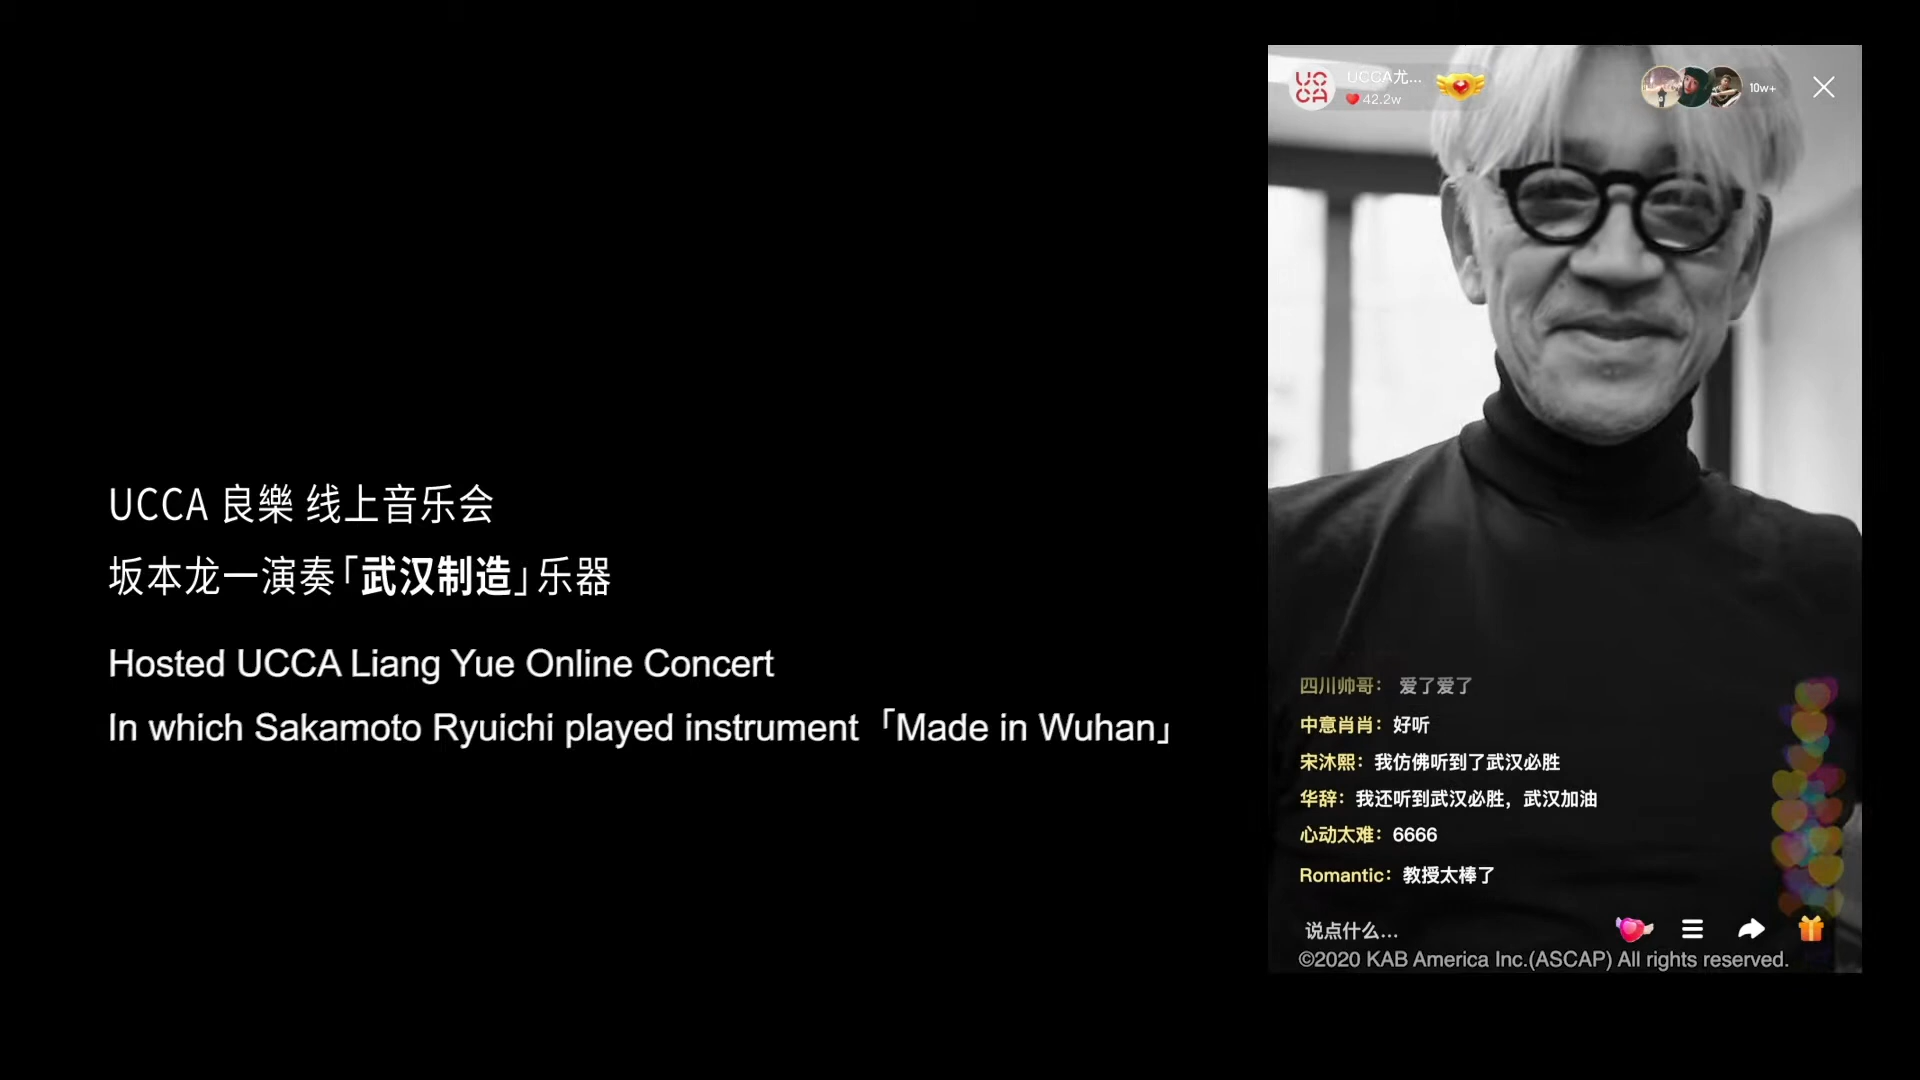 UCCA 良樂 线上音乐会
坂本龙一演奏「武汉制造」乐器
Hosted UCCA Liang Yue Online Concert
In which Sakamoto Ryuichi played instrument「Made in Wuhan」
UCCA
UCCA尤...
42.2w
10w+
四川帅哥： 爱了爱了
中意肖肖：好听
宋沐熙：我仿佛听到了武汉必胜
华辞：我还听到武汉必胜，武汉加油
心动太难：6666
Romantic：教授太棒了
说点什么...
©2020 KAB America Inc.(ASCAP) All rights reserved.